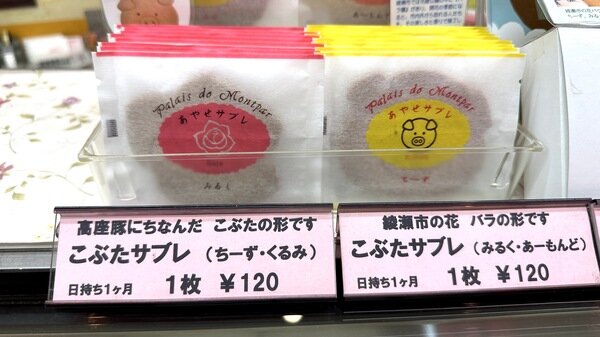 Palais do Montpar
あやせサブレ
みるく
Palais do Montpar
あやせサブレ
ちーず
高座豚にちなんだ こぶたの形です
こぶたサブレ（ちーず・くるみ）
日持ち1ヶ月 1枚 ¥120
綾瀬市の花 バラの形です
こぶたサブレ（みるく・あーもんど）
日持ち1ヶ月 1枚 ¥120